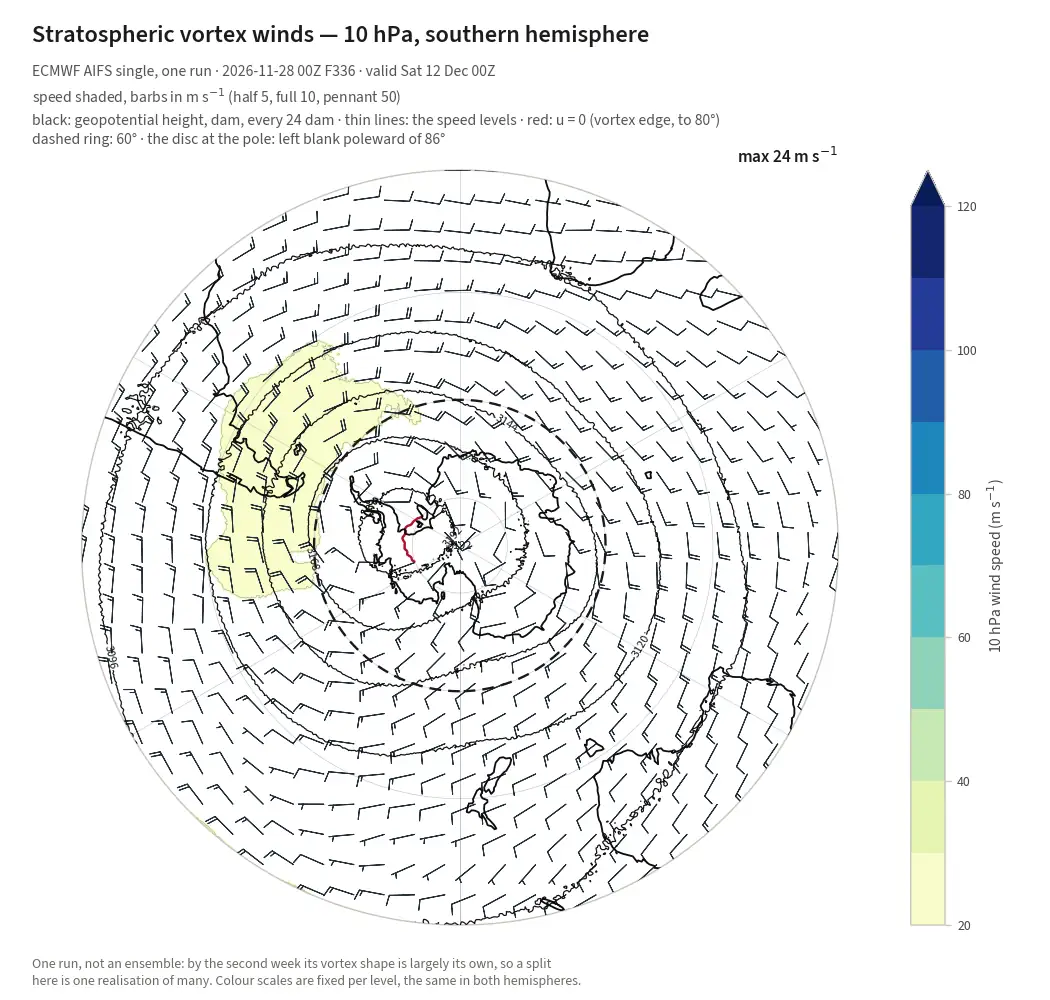 Stratospheric vortex winds — 10 hPa, southern hemisphere
ECMWF AIFS single, one run · 2026-11-28 00Z F336 · valid Sat 12 Dec 00Z
speed shaded, barbs in m s⁻¹ (half 5, full 10, pennant 50)
black: geopotential height, dam, every 24 dam · thin lines: the speed levels · red: u = 0 (vortex edge, to 80°)
dashed ring: 60° · the disc at the pole: left blank poleward of 86°
max 24 m s⁻¹
120
100
80
60
40
20
10 hPa wind speed (m s⁻¹)
3144
3168
3120
3096
One run, not an ensemble: by the second week its vortex shape is largely its own, so a split
here is one realisation of many. Colour scales are fixed per level, the same in both hemispheres.